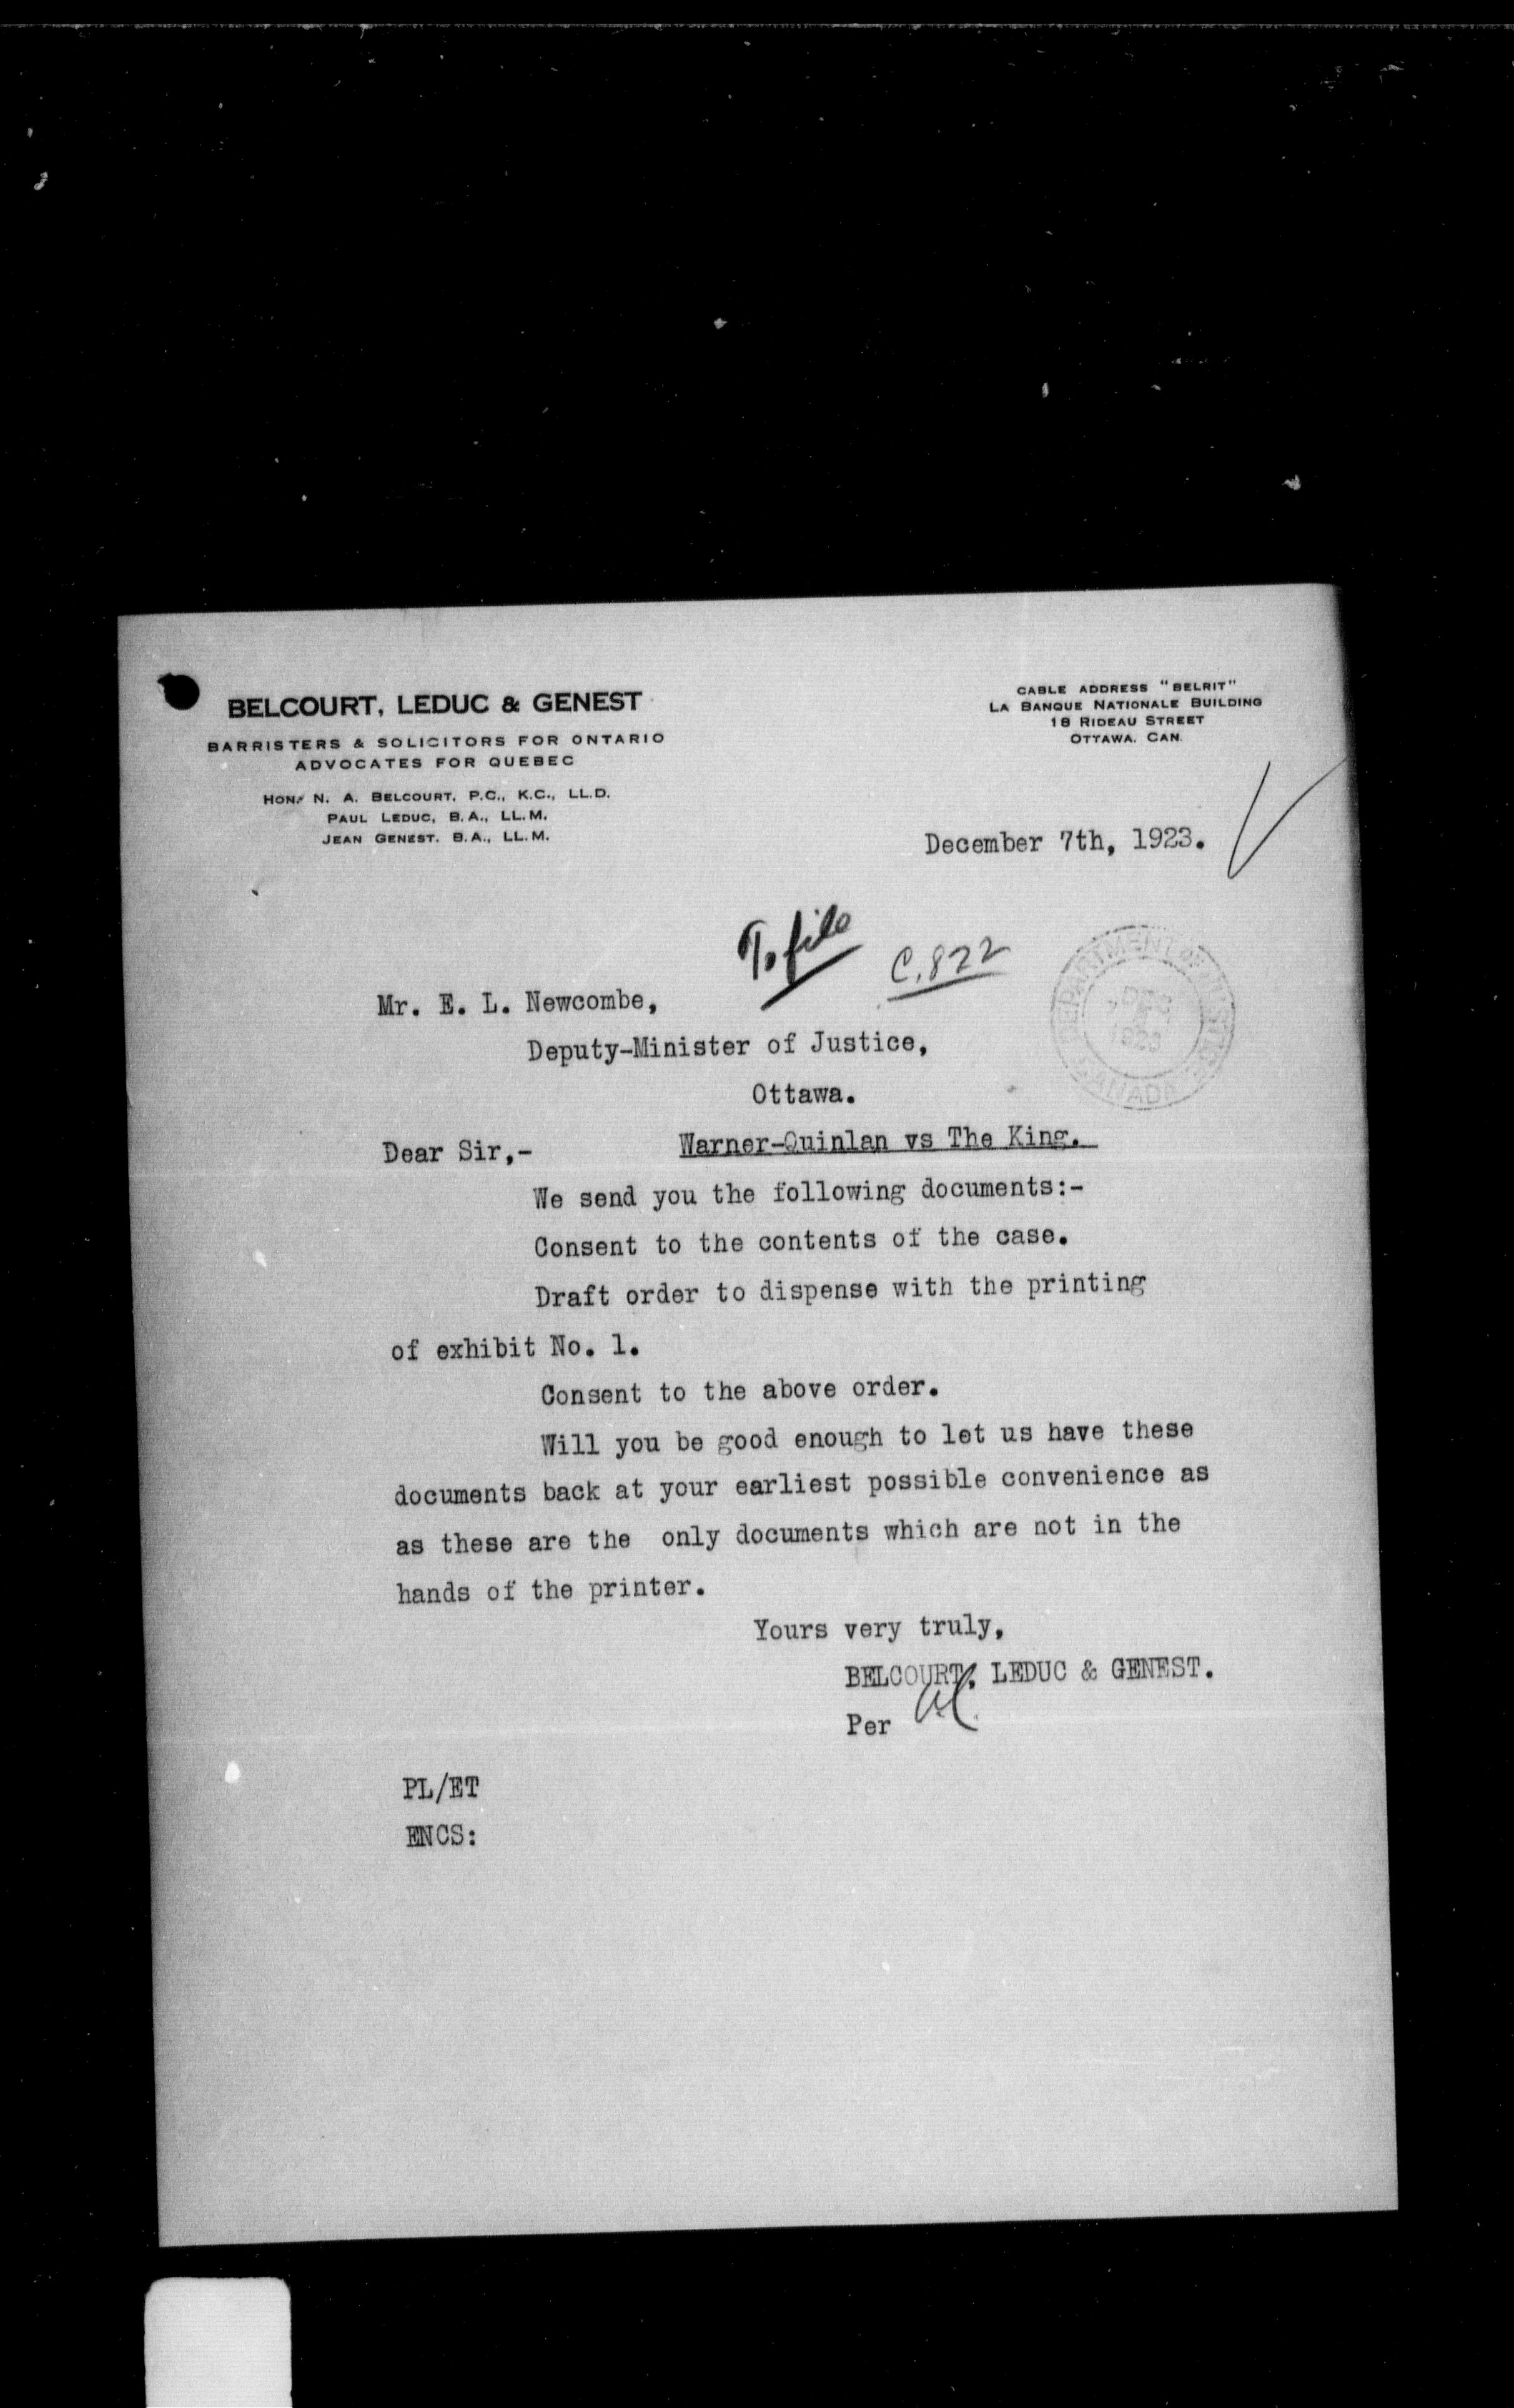 BELCOURT, LEDUC & GENEST
BARRISTERS & SOLICITORS FOR ONTARIO
ADVOCATES FOR QUEBEC
HON. N. A. BELCOURT, P.C., K.C., LL.D.
PAUL LEDUC, B.A., LL.M.
JEAN GENEST, B.A., LL.M.
CABLE ADDRESS "BELRIT"
LA BANQUE NATIONALE BUILDING
18 RIDEAU STREET
OTTAWA. CAN.
December 7th, 1923.
To file
C.822
DEPARTMENT OF JUSTICE
DEC
1923
CANADA
Mr. E. L. Newcombe,
Deputy-Minister of Justice,
Ottawa.
Dear Sir,- Warner-Quinlan vs The King.
We send you the following documents:-
Consent to the contents of the case.
Draft order to dispense with the printing
of exhibit No. 1.
Consent to the above order.
Will you be good enough to let us have these
documents back at your earliest possible convenience as
as these are the only documents which are not in the
hands of the printer.
Yours very truly,
BELCOURT, LEDUC & GENEST.
Per
PL/ET
ENCS: